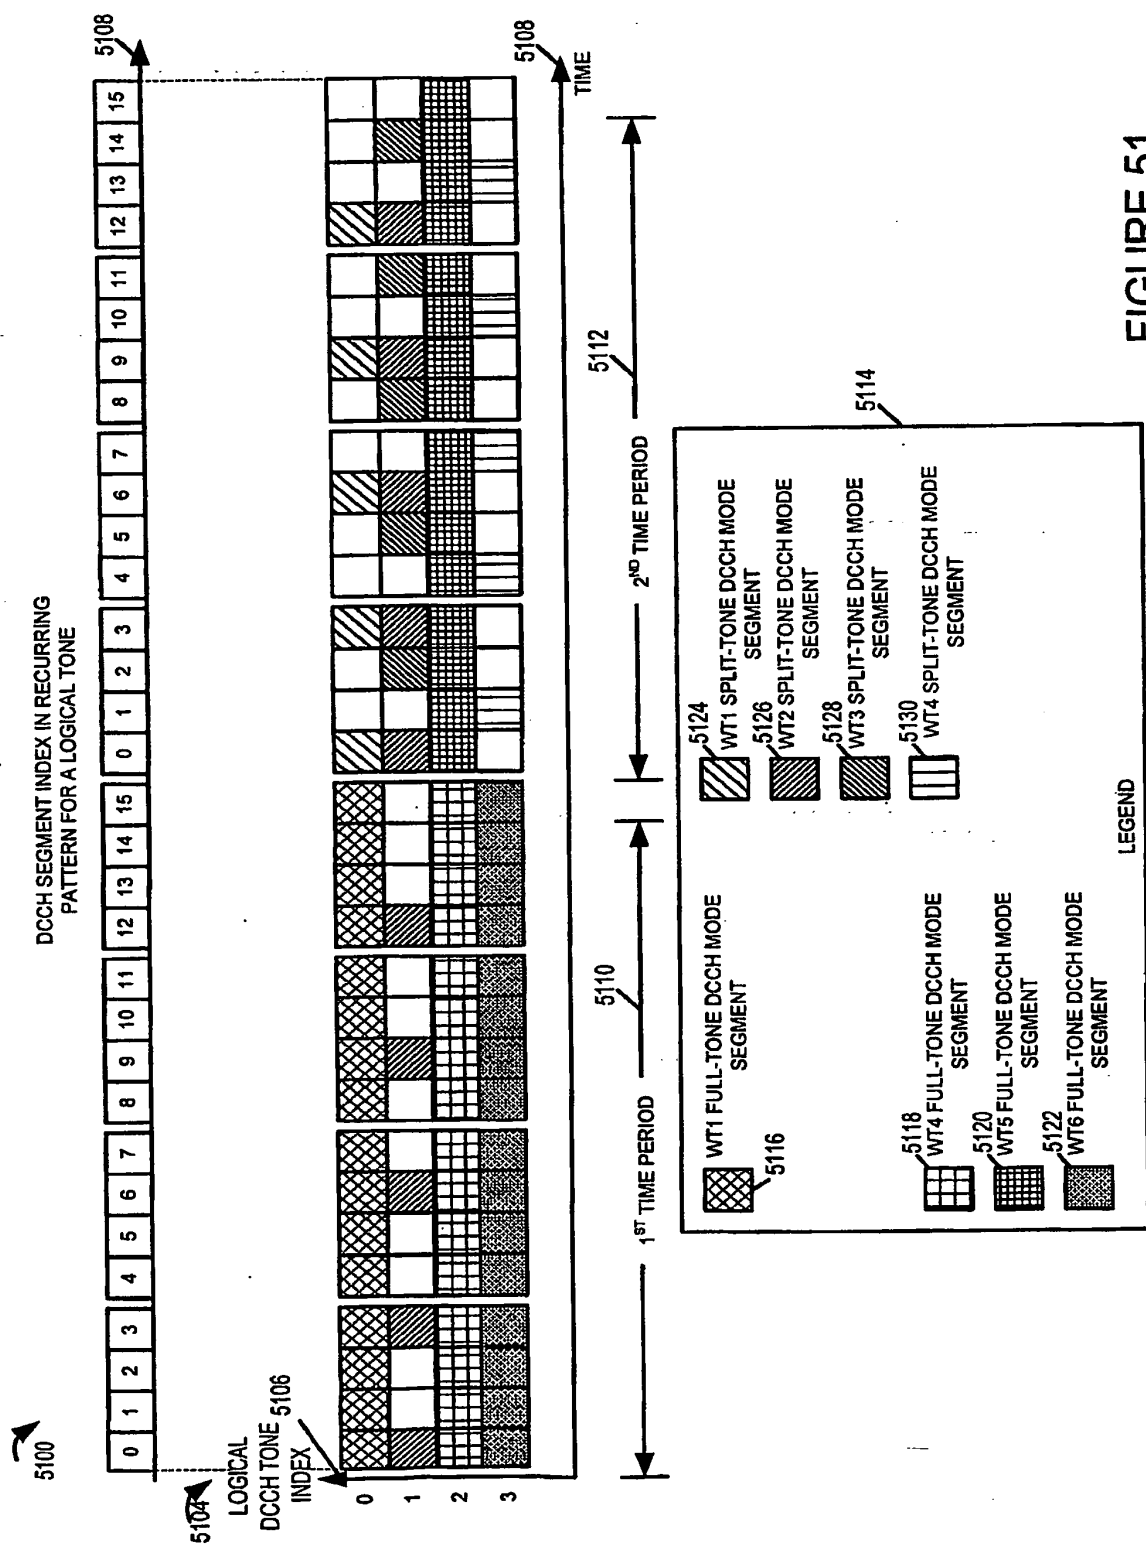 5100
DCCH SEGMENT INDEX IN RECURRING
PATTERN FOR A LOGICAL TONE
0 1 2 3 4 5 6 7 8 9 10 11 12 13 14 15 0 1 2 3 4 5 6 7 8 9 10 11 12 13 14 15
5108
5104
LOGICAL
DCCH TONE
INDEX
5106
0
1
2
3
5108
TIME
1ST TIME PERIOD
5110
2ND TIME PERIOD
5112
5114
WT1 FULL-TONE DCCH MODE
SEGMENT
5116
5118
WT4 FULL-TONE DCCH MODE
SEGMENT
5120
WT5 FULL-TONE DCCH MODE
SEGMENT
5122
WT6 FULL-TONE DCCH MODE
SEGMENT
5124
WT1 SPLIT-TONE DCCH MODE
SEGMENT
5126
WT2 SPLIT-TONE DCCH MODE
SEGMENT
5128
WT3 SPLIT-TONE DCCH MODE
SEGMENT
5130
WT4 SPLIT-TONE DCCH MODE
SEGMENT
LEGEND
FIGURE 51